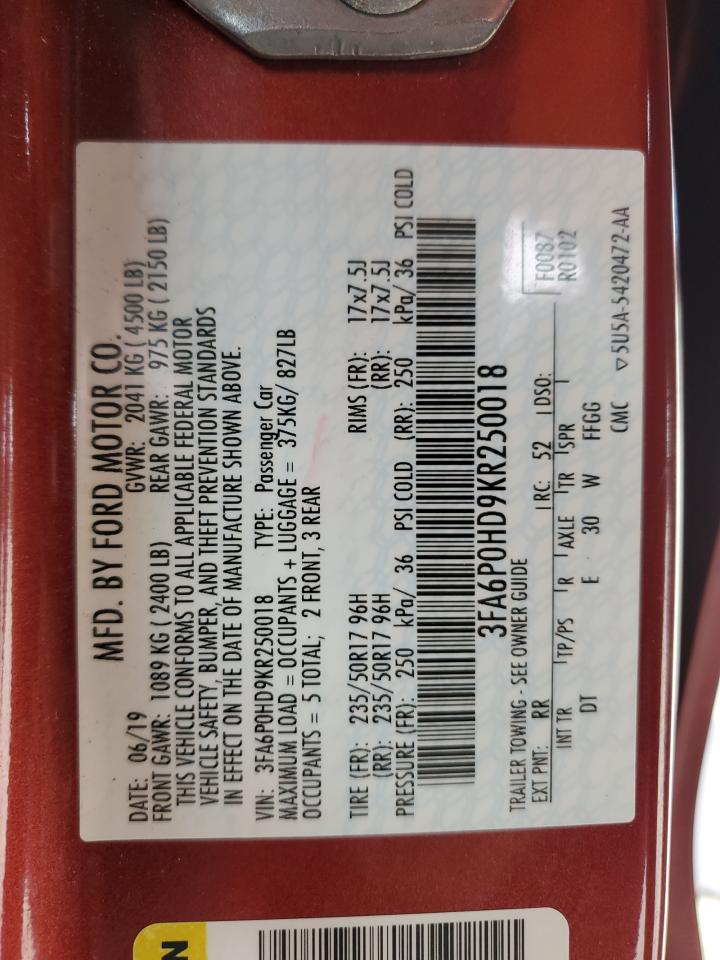 MFD. BY FORD MOTOR CO.
DATE: 06/19 GVWR: 2041 KG ( 4500 LB)
FRONT GAWR: 1089 KG ( 2400 LB) REAR GAWR: 975 KG ( 2150 LB)
THIS VEHICLE CONFORMS TO ALL APPLICABLE FEDERAL MOTOR
VEHICLE SAFETY, BUMPER, AND THEFT PREVENTION STANDARDS
IN EFFECT ON THE DATE OF MANUFACTURE SHOWN ABOVE.
VIN: 3FA6P0HD9KR250018 TYPE: Passenger Car
MAXIMUM LOAD = OCCUPANTS + LUGGAGE = 375KG/ 827LB
OCCUPANTS = 5 TOTAL; 2 FRONT, 3 REAR
TIRE (FR): 235/50R17 96H RIMS (FR): 17x7.5J
(RR): 235/50R17 96H (RR): 17x7.5J
PRESSURE (FR): 250 kPa/ 36 PSI COLD (RR): 250 kPa/ 36 PSI COLD
3FA6P0HD9KR250018
TRAILER TOWING - SEE OWNER GUIDE
F0087
R0102
EXT PNT: RR RC: 52 DSO:
INT TR TP/PS R AXLE TR SPR
DT E 30 W FFGG
CMC ▽5U5A-5420472-AA
N